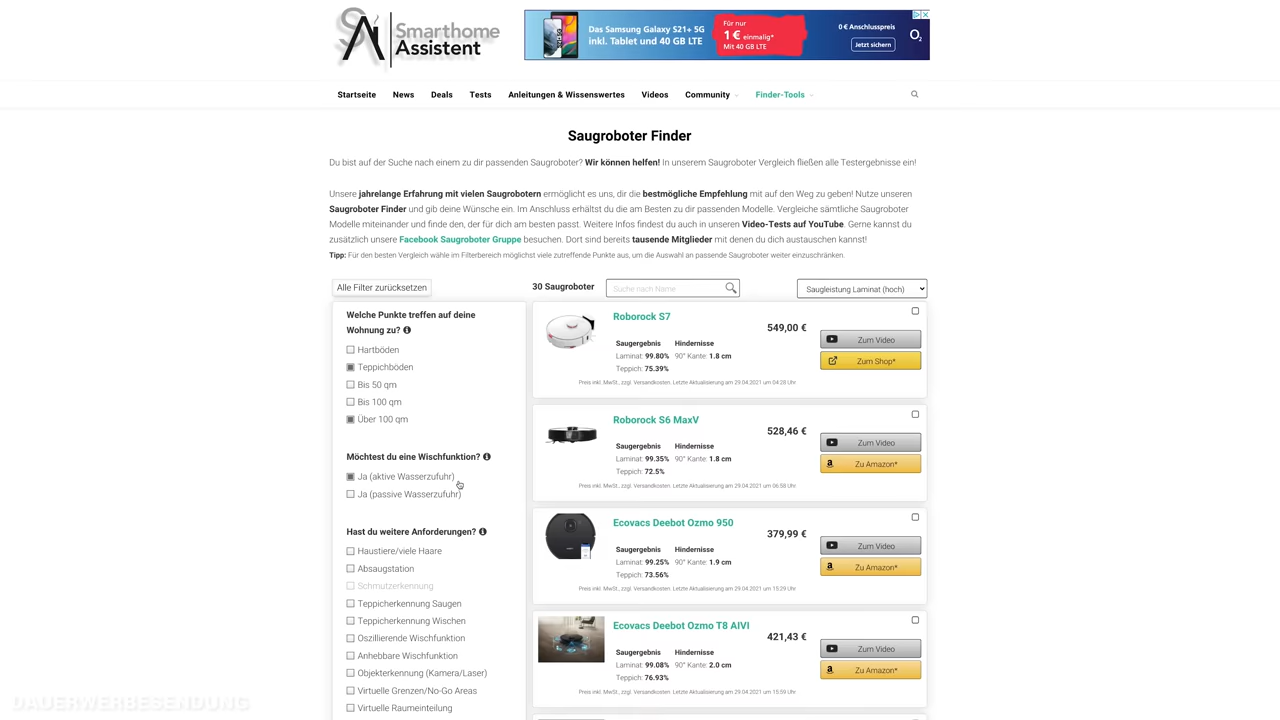 Smarthome
Assistent
Das Samsung Galaxy S21+ 5G
inkl. Tablet und 40 GB LTE
Für nur
1 € einmalig*
Mit 40 GB LTE
0 € Anschlusspreis
Jetzt sichern
O₂
Startseite News Deals Tests Anleitungen & Wissenswertes Videos Community Finder-Tools
Saugroboter Finder
Du bist auf der Suche nach einem zu dir passenden Saugroboter? Wir können helfen! In unserem Saugroboter Vergleich fließen alle Testergebnisse ein!
Unsere jahrelange Erfahrung mit vielen Saugrobotern ermöglicht es uns, dir die bestmögliche Empfehlung mit auf den Weg zu geben! Nutze unseren
Saugroboter Finder und gib deine Wünsche ein. Im Anschluss erhältst du die am Besten zu dir passenden Modelle. Vergleiche sämtliche Saugroboter
Modelle miteinander und finde den, der für dich am besten passt. Weitere Infos findest du auch in unseren Video-Tests auf YouTube. Gerne kannst du
zusätzlich unsere Facebook Saugroboter Gruppe besuchen. Dort sind bereits tausende Mitglieder mit denen du dich austauschen kannst!
Tipp: Für den besten Vergleich wähle im Filterbereich möglichst viele zutreffende Punkte aus, um die Auswahl an passende Saugroboter weiter einzuschränken.
Alle Filter zurücksetzen
30 Saugroboter
Suche nach Name
Saugleistung Laminat (hoch)
Welche Punkte treffen auf deine
Wohnung zu?
Hartböden
Teppichböden
Bis 50 qm
Bis 100 qm
Über 100 qm
Möchtest du eine Wischfunktion?
Ja (aktive Wasserzufuhr)
Ja (passive Wasserzufuhr)
Hast du weitere Anforderungen?
Haustiere/viele Haare
Absaugstation
Schmutzerkennung
Teppicherkennung Saugen
Teppicherkennung Wischen
Oszillierende Wischfunktion
Anhebbare Wischfunktion
Objekterkennung (Kamera/Laser)
Virtuelle Grenzen/No-Go Areas
Virtuelle Raumeinteilung
Roborock S7
549,00 €
Saugergebnis Hindernisse
Laminat: 99.80% 90° Kante: 1.8 cm
Teppich: 75.39%
Zum Video
Zum Shop*
Preis inkl. MwSt., zzgl. Versandkosten. Letzte Aktualisierung am 29.04.2021 um 04:28 Uhr
Roborock S6 MaxV
528,46 €
Saugergebnis Hindernisse
Laminat: 99.35% 90° Kante: 1.8 cm
Teppich: 72.5%
Zum Video
Zu Amazon*
Preis inkl. MwSt., zzgl. Versandkosten. Letzte Aktualisierung am 29.04.2021 um 06:58 Uhr
Ecovacs Deebot Ozmo 950
379,99 €
Saugergebnis Hindernisse
Laminat: 99.25% 90° Kante: 1.9 cm
Teppich: 73.56%
Zum Video
Zu Amazon*
Preis inkl. MwSt., zzgl. Versandkosten. Letzte Aktualisierung am 29.04.2021 um 15:29 Uhr
Ecovacs Deebot Ozmo T8 AIVI
421,43 €
Saugergebnis Hindernisse
Laminat: 99.08% 90° Kante: 2.0 cm
Teppich: 76.93%
Zum Video
Zu Amazon*
Preis inkl. MwSt., zzgl. Versandkosten. Letzte Aktualisierung am 29.04.2021 um 15:59 Uhr
DAUERWERBESENDUNG